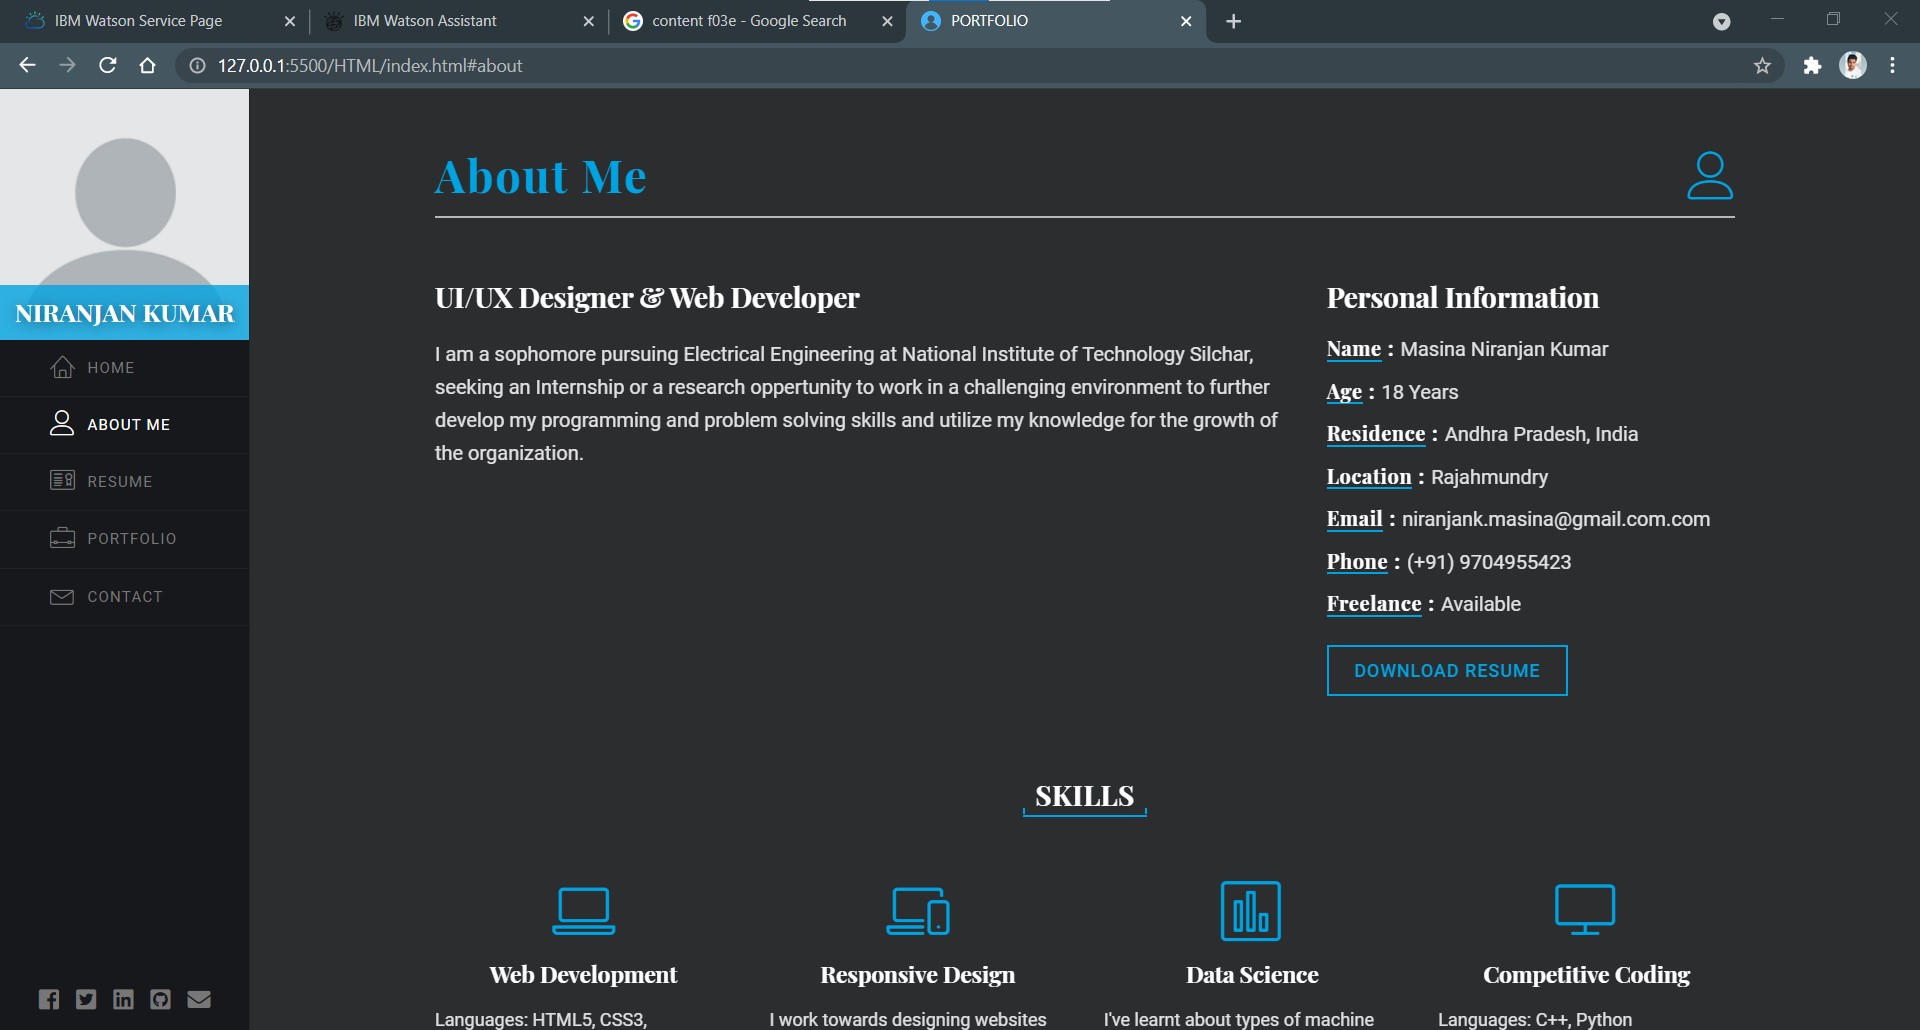 IBM Watson Service Page
IBM Watson Assistant
content f03e - Google Search
PORTFOLIO
127.0.0.1:5500/HTML/index.html#about
NIRANJAN KUMAR
HOME
ABOUT ME
RESUME
PORTFOLIO
CONTACT
About Me
UI/UX Designer & Web Developer
I am a sophomore pursuing Electrical Engineering at National Institute of Technology Silchar,
seeking an Internship or a research oppertunity to work in a challenging environment to further
develop my programming and problem solving skills and utilize my knowledge for the growth of
the organization.
Personal Information
Name : Masina Niranjan Kumar
Age : 18 Years
Residence : Andhra Pradesh, India
Location : Rajahmundry
Email : niranjank.masina@gmail.com.com
Phone : (+91) 9704955423
Freelance : Available
DOWNLOAD RESUME
SKILLS
Web Development
Languages: HTML5, CSS3,
Responsive Design
I work towards designing websites
Data Science
I've learnt about types of machine
Competitive Coding
Languages: C++, Python